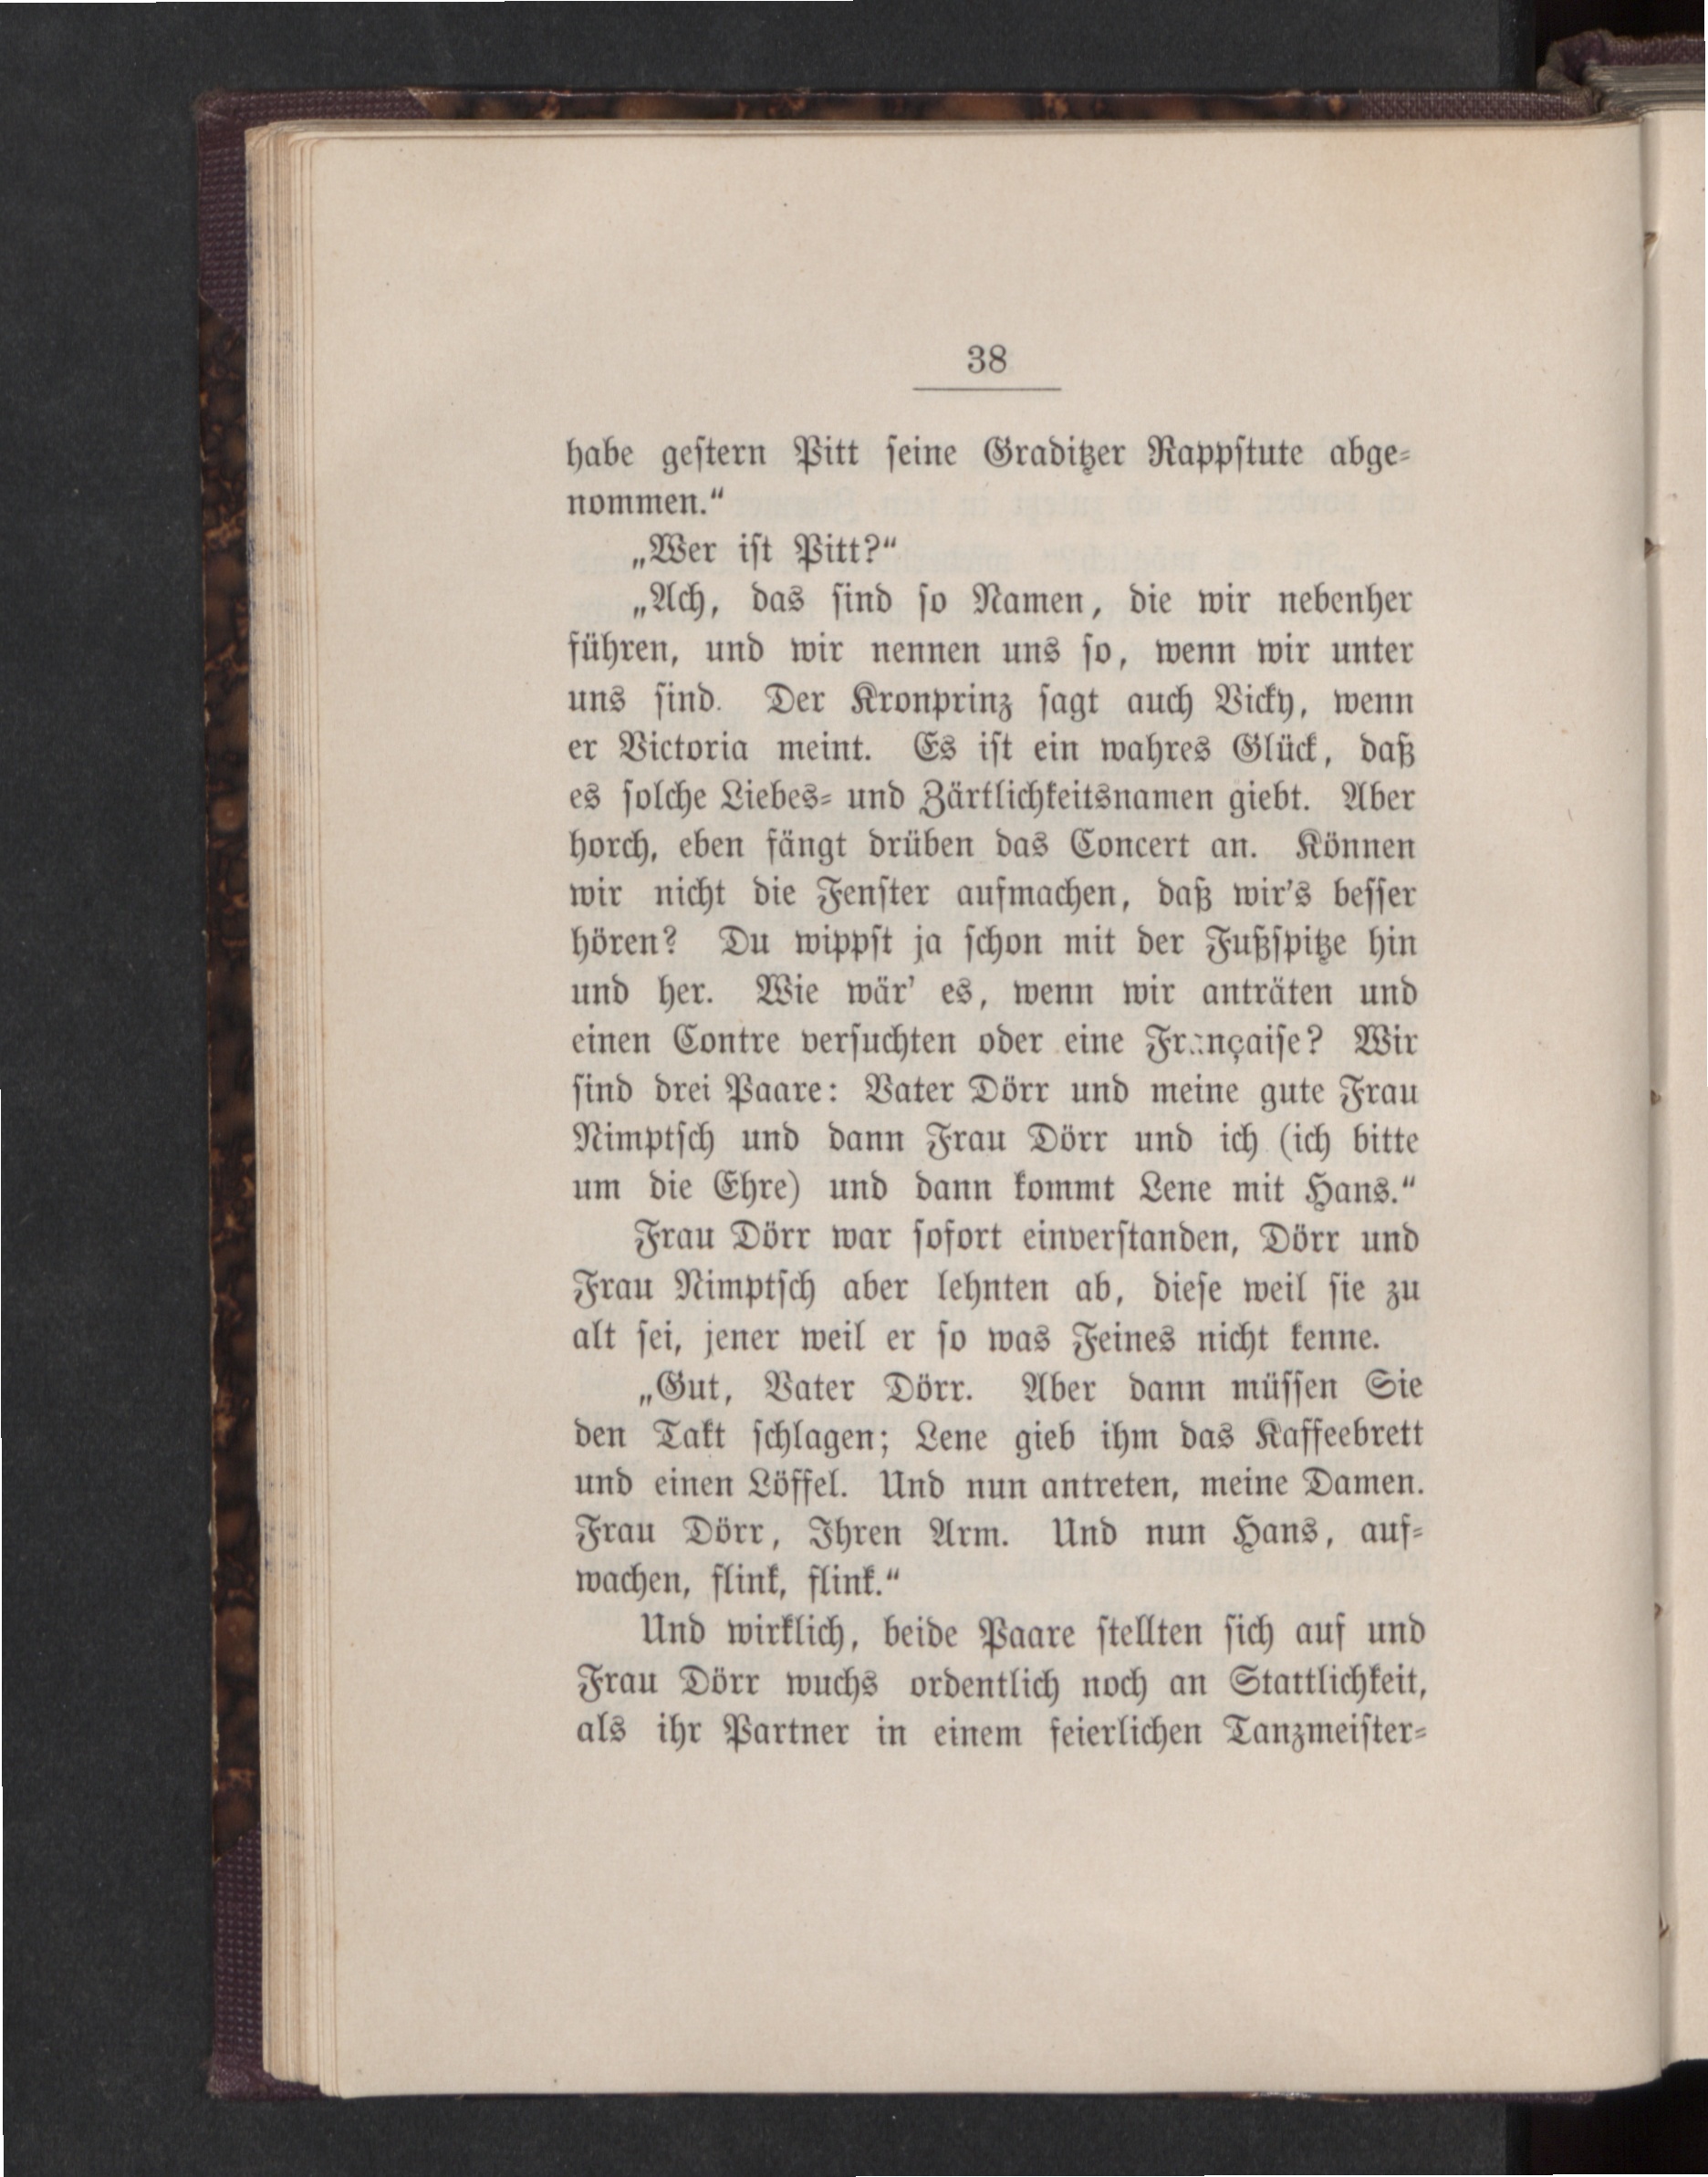 38
habe gestern Pitt seine Graditzer Rappstute abge-
nommen.“
„Wer ist Pitt?“
„Ach, das sind so Namen, die wir nebenher
führen, und wir nennen uns so, wenn wir unter
uns sind. Der Kronprinz sagt auch Vicky, wenn
er Victoria meint. Es ist ein wahres Glück, daß
es solche Liebes- und Zärtlichkeitsnamen giebt. Aber
horch, eben fängt drüben das Concert an. Können
wir nicht die Fenster aufmachen, daß wir's besser
hören? Du wippst ja schon mit der Fußspitze hin
und her. Wie wär' es, wenn wir anträten und
einen Contre versuchten oder eine Française? Wir
sind drei Paare: Vater Dörr und meine gute Frau
Nimptsch und dann Frau Dörr und ich (ich bitte
um die Ehre) und dann kommt Lene mit Hans.“
Frau Dörr war sofort einverstanden, Dörr und
Frau Nimptsch aber lehnten ab, diese weil sie zu
alt sei, jener weil er so was Feines nicht kenne.
„Gut, Vater Dörr. Aber dann müssen Sie
den Takt schlagen; Lene gieb ihm das Kaffeebrett
und einen Löffel. Und nun antreten, meine Damen.
Frau Dörr, Ihren Arm. Und nun Hans, auf-
wachen, flink, flink.“
Und wirklich, beide Paare stellten sich auf und
Frau Dörr wuchs ordentlich noch an Stattlichkeit,
als ihr Partner in einem feierlichen Tanzmeister-